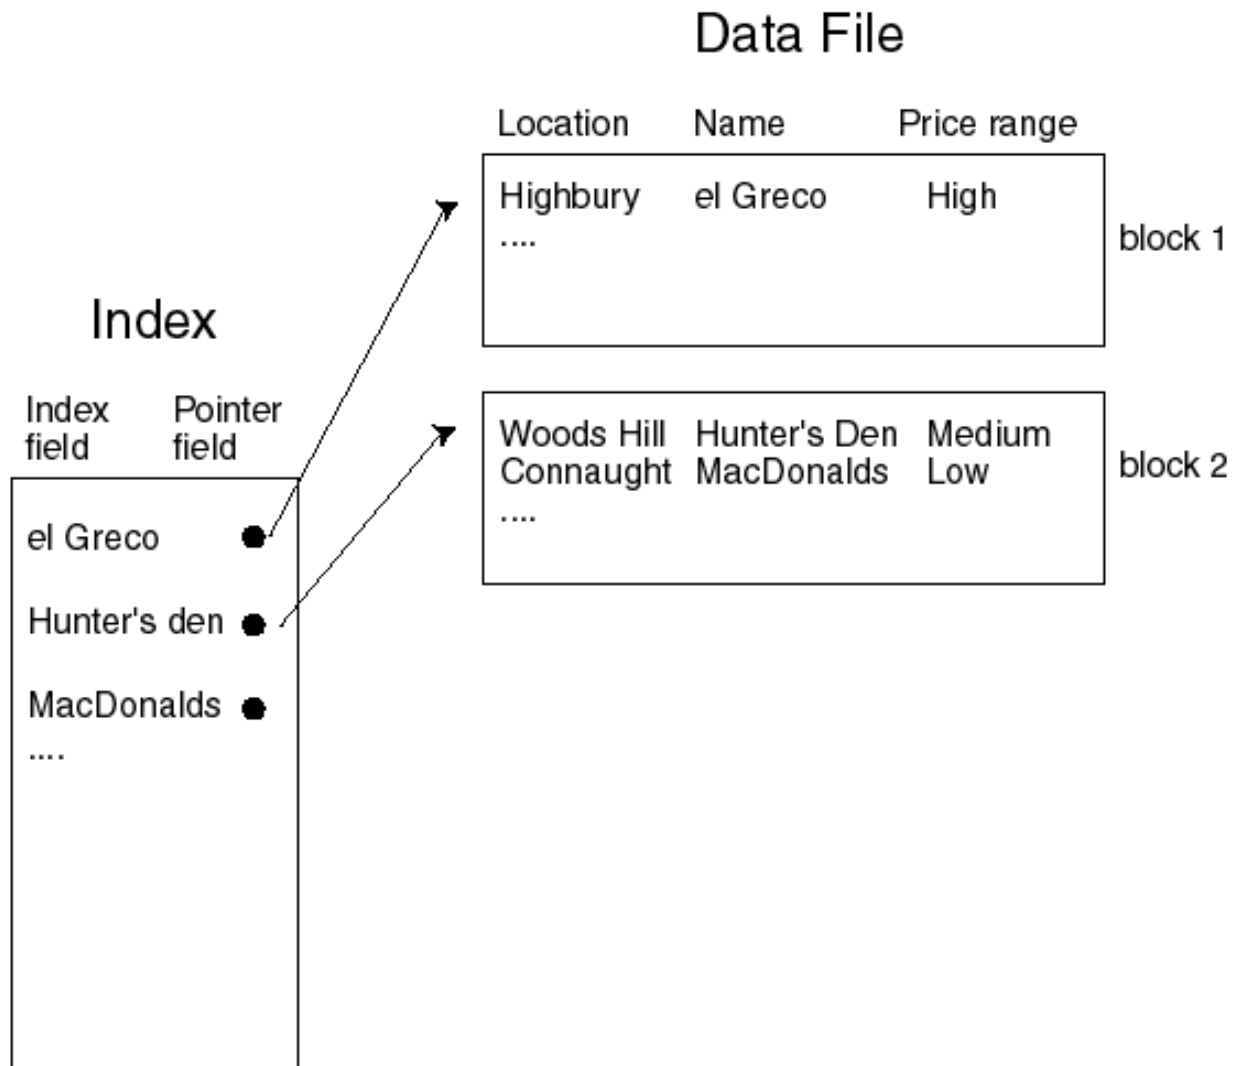 Data File
Location Name Price range
Highbury el Greco High
....
block 1
Woods Hill Hunter's Den Medium
Connaught MacDonalds Low
....
block 2
Index
Index field Pointer field
el Greco
Hunter's den
MacDonalds
....